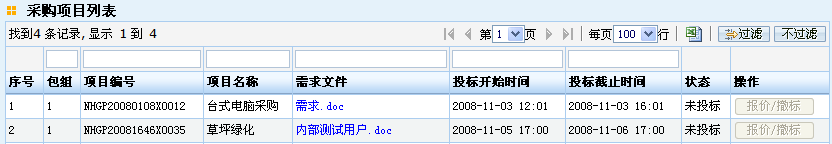 采购项目列表
找到4 条记录,显示 1 到 4 第 1 页 每页 100 行 过滤 不过滤
序号 包组 项目编号 项目名称 需求文件 投标开始时间 投标截止时间 状态 操作
1 1 NHGP20080108X0012 台式电脑采购 需求.doc 2008-11-03 12:01 2008-11-03 16:01 未投标 报价/撤标
2 1 NHGP20081646X0035 草坪绿化 内部测试用户.doc 2008-11-05 17:00 2008-11-06 17:00 未投标 报价/撤标